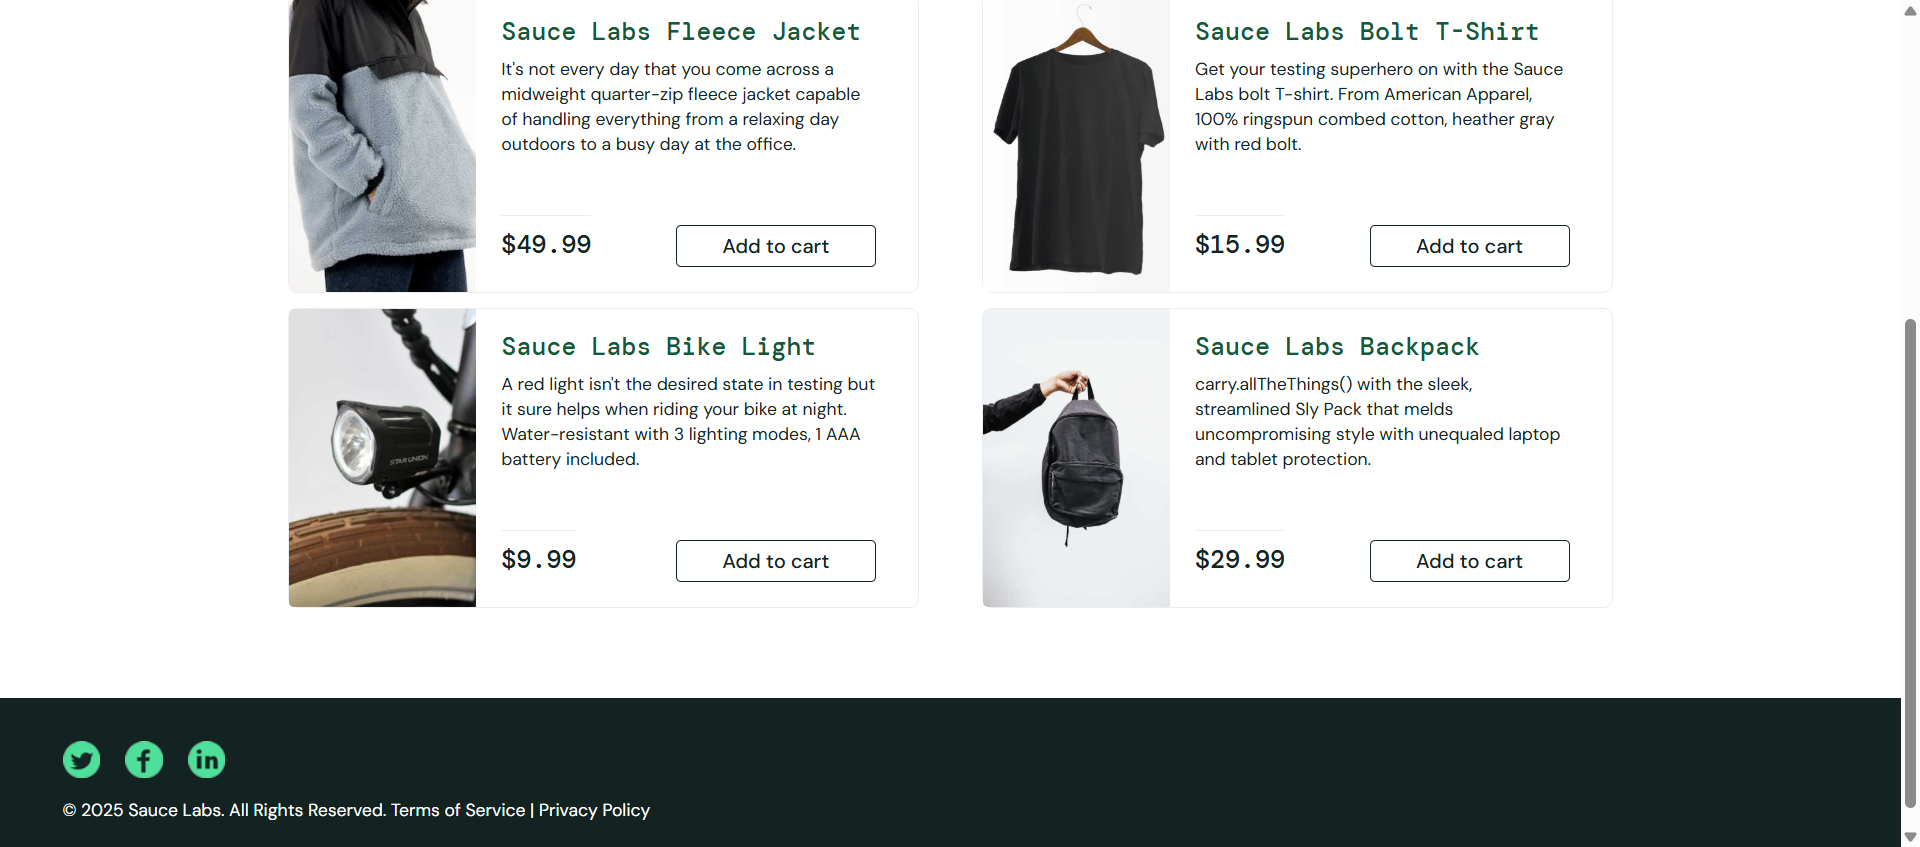 Sauce Labs Fleece Jacket
It's not every day that you come across a
midweight quarter-zip fleece jacket capable
of handling everything from a relaxing day
outdoors to a busy day at the office.
$49.99
Add to cart
Sauce Labs Bolt T-Shirt
Get your testing superhero on with the Sauce
Labs bolt T-shirt. From American Apparel,
100% ringspun combed cotton, heather gray
with red bolt.
$15.99
Add to cart
STAR UNION
Sauce Labs Bike Light
A red light isn't the desired state in testing but
it sure helps when riding your bike at night.
Water-resistant with 3 lighting modes, 1 AAA
battery included.
$9.99
Add to cart
Sauce Labs Backpack
carry.allTheThings() with the sleek,
streamlined Sly Pack that melds
uncompromising style with unequaled laptop
and tablet protection.
$29.99
Add to cart
© 2025 Sauce Labs. All Rights Reserved. Terms of Service | Privacy Policy